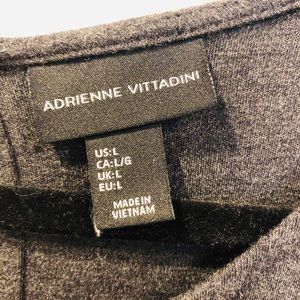 ADRIENNE VITTADINI
US:L
CA:L/G
UK:L
EU:L
MADE IN
VIETNAM